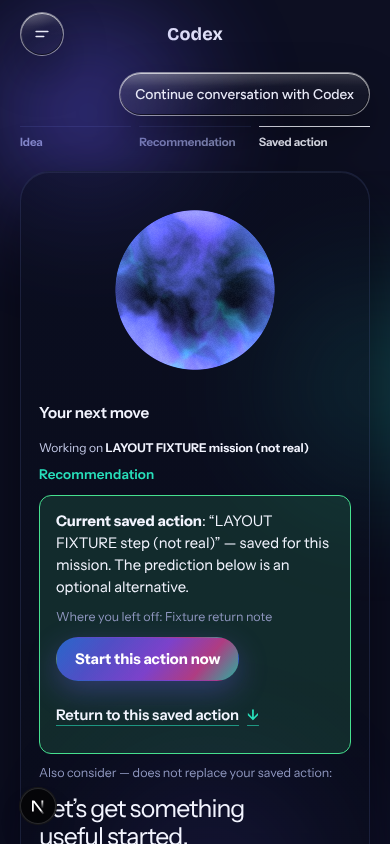 Codex
Continue conversation with Codex
Idea
Recommendation
Saved action
Your next move
Working on LAYOUT FIXTURE mission (not real)
Recommendation
Current saved action: “LAYOUT
FIXTURE step (not real)” — saved for this
mission. The prediction below is an
optional alternative.
Where you left off: Fixture return note
Start this action now
Return to this saved action ↓
Also consider — does not replace your saved action:
N
et’s get something
useful started.